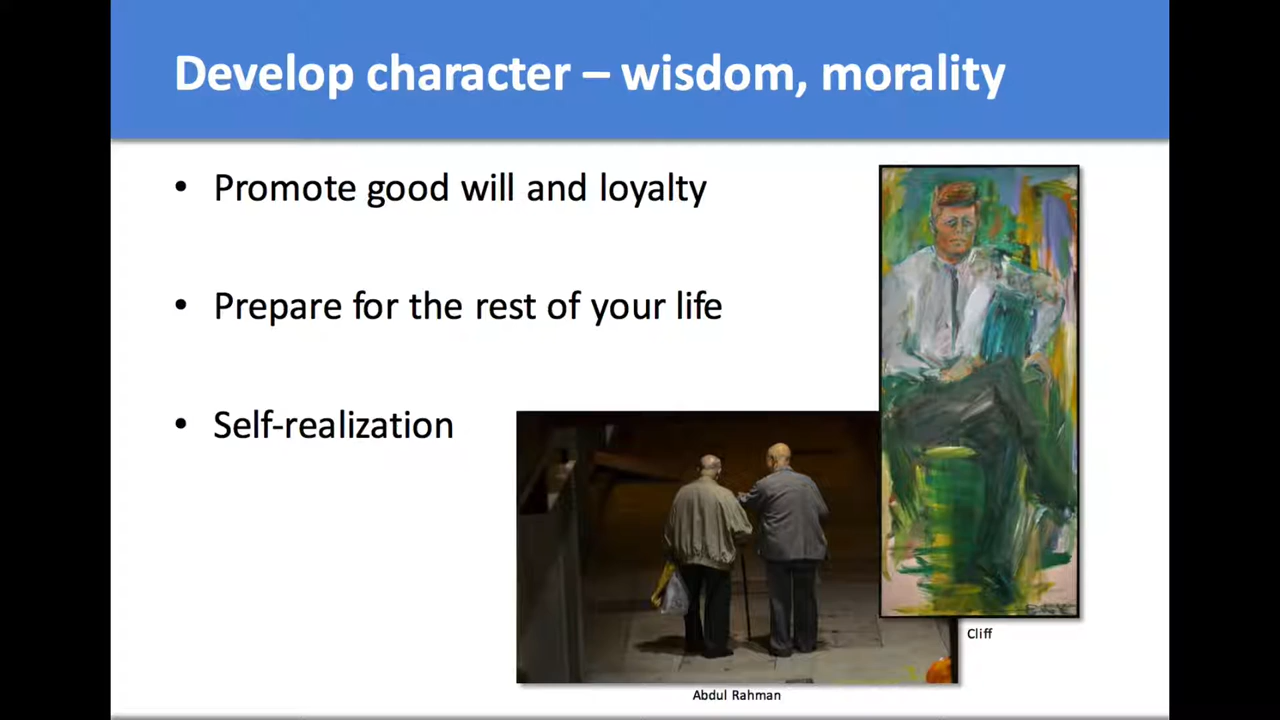 Develop character – wisdom, morality
• Promote good will and loyalty
• Prepare for the rest of your life
• Self-realization
Cliff
Abdul Rahman